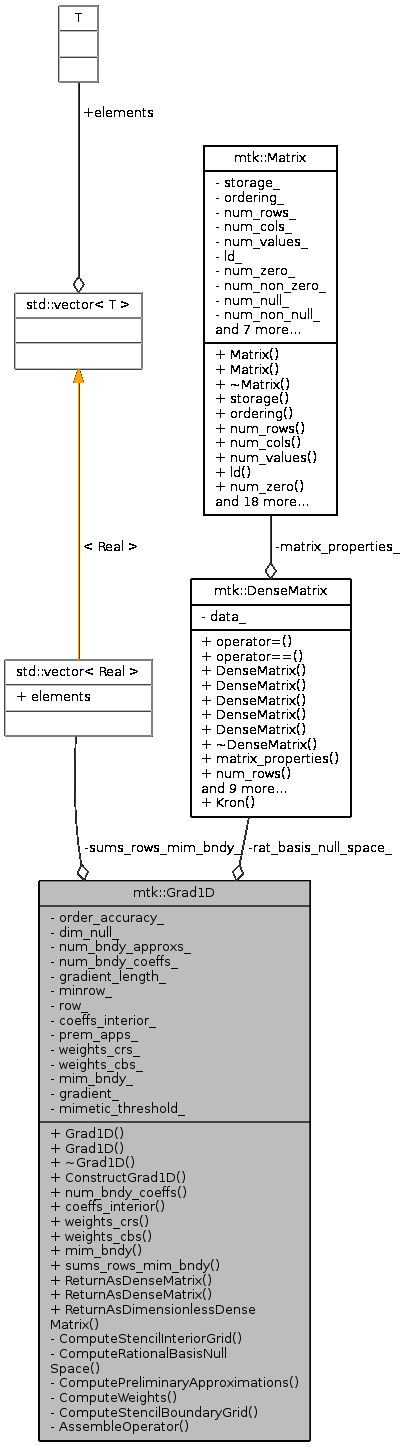 T
+elements
mtk::Matrix
- storage_
- ordering_
- num_rows_
- num_cols_
- num_values_
- ld_
- num_zero_
- num_non_zero_
- num_null_
- num_non_null_
and 7 more...
+ Matrix()
+ Matrix()
+ ~Matrix()
+ storage()
+ ordering()
+ num_rows()
+ num_cols()
+ num_values()
+ ld()
+ num_zero()
and 18 more...
std::vector< T >
< Real >
-matrix_properties_
mtk::DenseMatrix
- data_
+ operator=()
+ operator==()
+ DenseMatrix()
+ DenseMatrix()
+ DenseMatrix()
+ DenseMatrix()
+ DenseMatrix()
+ ~DenseMatrix()
+ matrix_properties()
+ num_rows()
and 9 more...
+ Kron()
std::vector< Real >
+ elements
-sums_rows_mim_bndy_
-rat_basis_null_space_
mtk::Grad1D
- order_accuracy_
- dim_null_
- num_bndy_approxs_
- num_bndy_coeffs_
- gradient_length_
- minrow_
- row_
- coeffs_interior_
- prem_apps_
- weights_crs_
- weights_cbs_
- mim_bndy_
- gradient_
- mimetic_threshold_
+ Grad1D()
+ Grad1D()
+ ~Grad1D()
+ ConstructGrad1D()
+ num_bndy_coeffs()
+ coeffs_interior()
+ weights_crs()
+ weights_cbs()
+ mim_bndy()
+ sums_rows_mim_bndy()
+ ReturnAsDenseMatrix()
+ ReturnAsDenseMatrix()
+ ReturnAsDimensionlessDense
Matrix()
- ComputeStencilInteriorGrid()
- ComputeRationalBasisNull
Space()
- ComputePreliminaryApproximations()
- ComputeWeights()
- ComputeStencilBoundaryGrid()
- AssembleOperator()